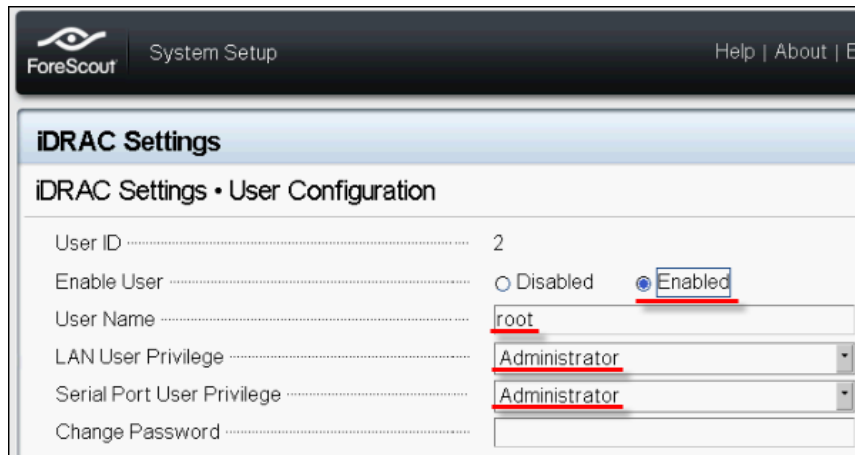 ForeScout System Setup Help | About | E
iDRAC Settings
iDRAC Settings • User Configuration
User ID 2
Enable User Disabled Enabled
User Name root
LAN User Privilege Administrator
Serial Port User Privilege Administrator
Change Password